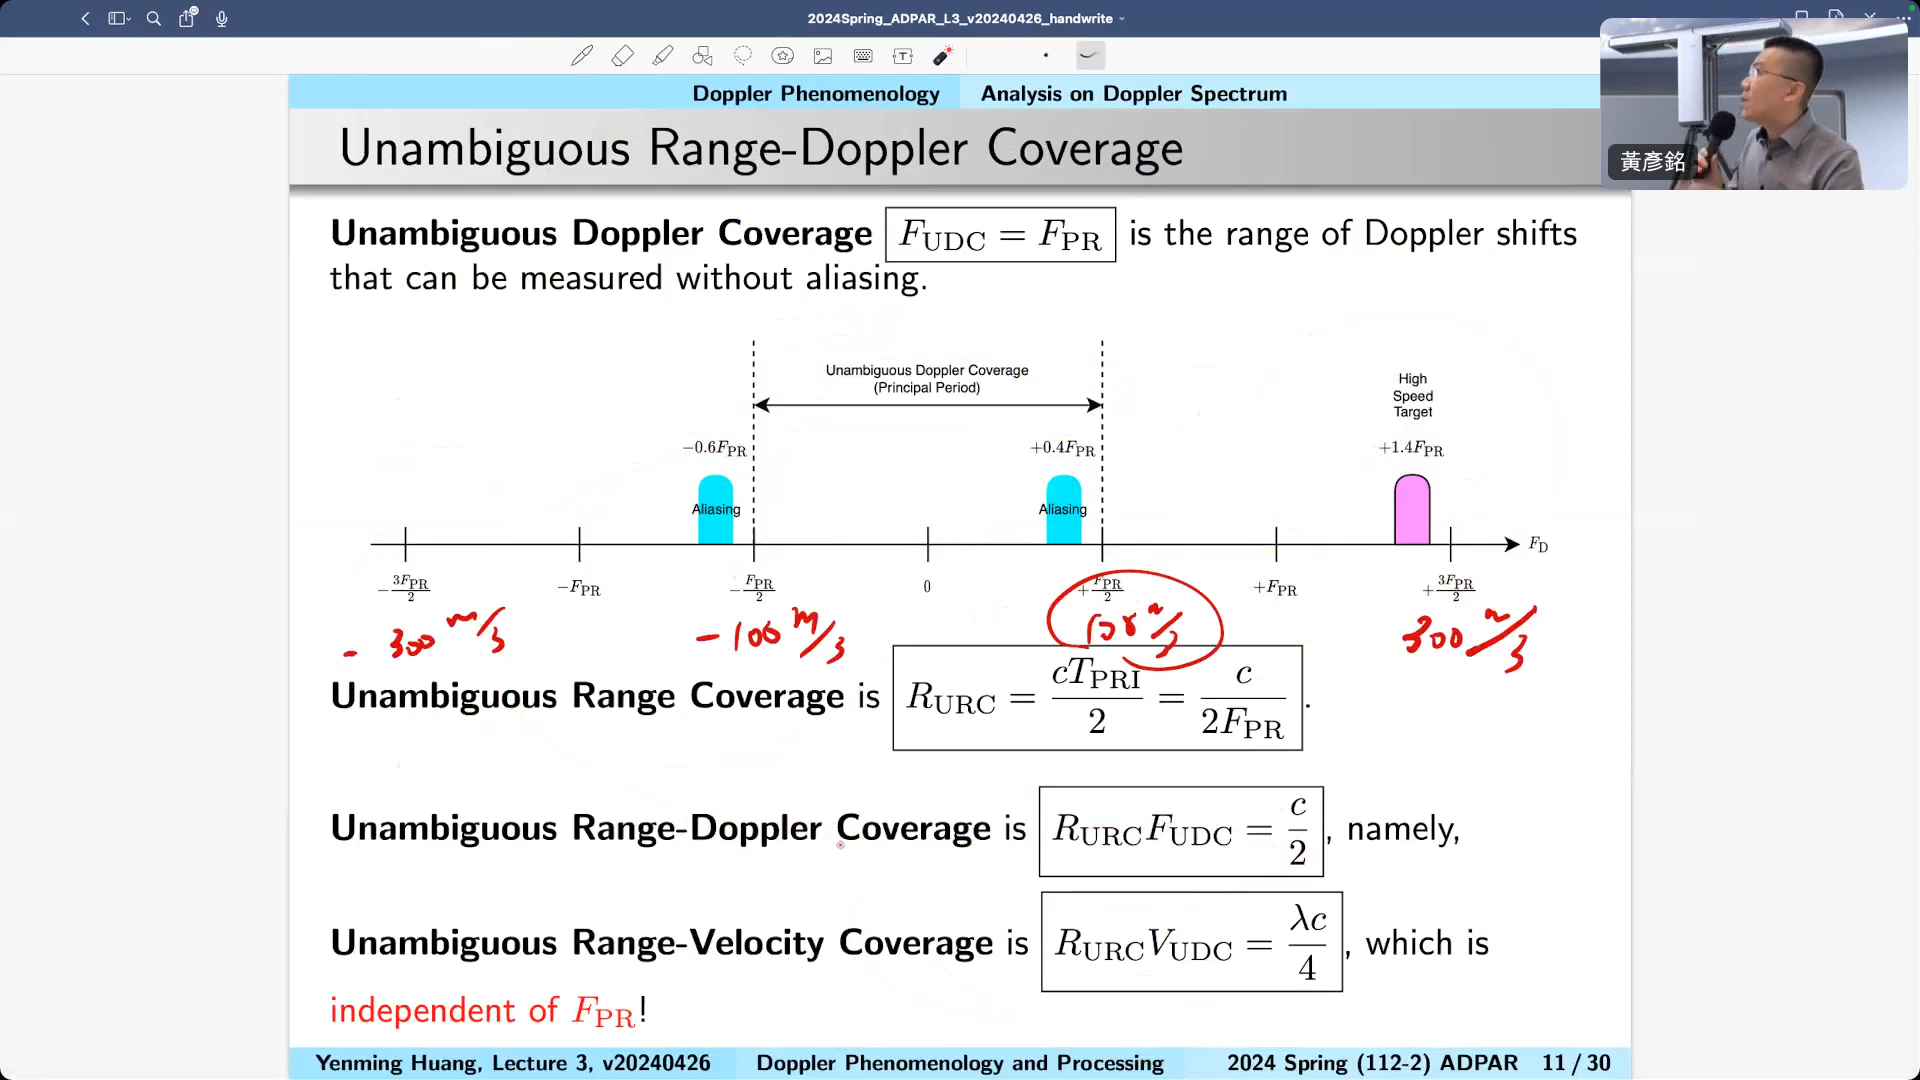 2024Spring_ADPAR_L3_v20240426_handwrite
黃彥銘
Doppler Phenomenology Analysis on Doppler Spectrum
Unambiguous Range-Doppler Coverage
Unambiguous Doppler Coverage F_UDC = F_PR is the range of Doppler shifts
that can be measured without aliasing.
Unambiguous Doppler Coverage
(Principal Period)
High
Speed
Target
−0.6F_PR +0.4F_PR +1.4F_PR
Aliasing Aliasing
F_D
−3F_PR/2 −F_PR −F_PR/2 0 +F_PR/2 +F_PR +3F_PR/2
- 300 m/s -100 m/s 300 m/s
Unambiguous Range Coverage is R_URC = cT_PRI/2 = c/2F_PR.
Unambiguous Range-Doppler Coverage is R_URC F_UDC = c/2, namely,
Unambiguous Range-Velocity Coverage is R_URC V_UDC = λc/4, which is
independent of F_PR!
Yenming Huang, Lecture 3, v20240426 Doppler Phenomenology and Processing 2024 Spring (112-2) ADPAR 11 / 30